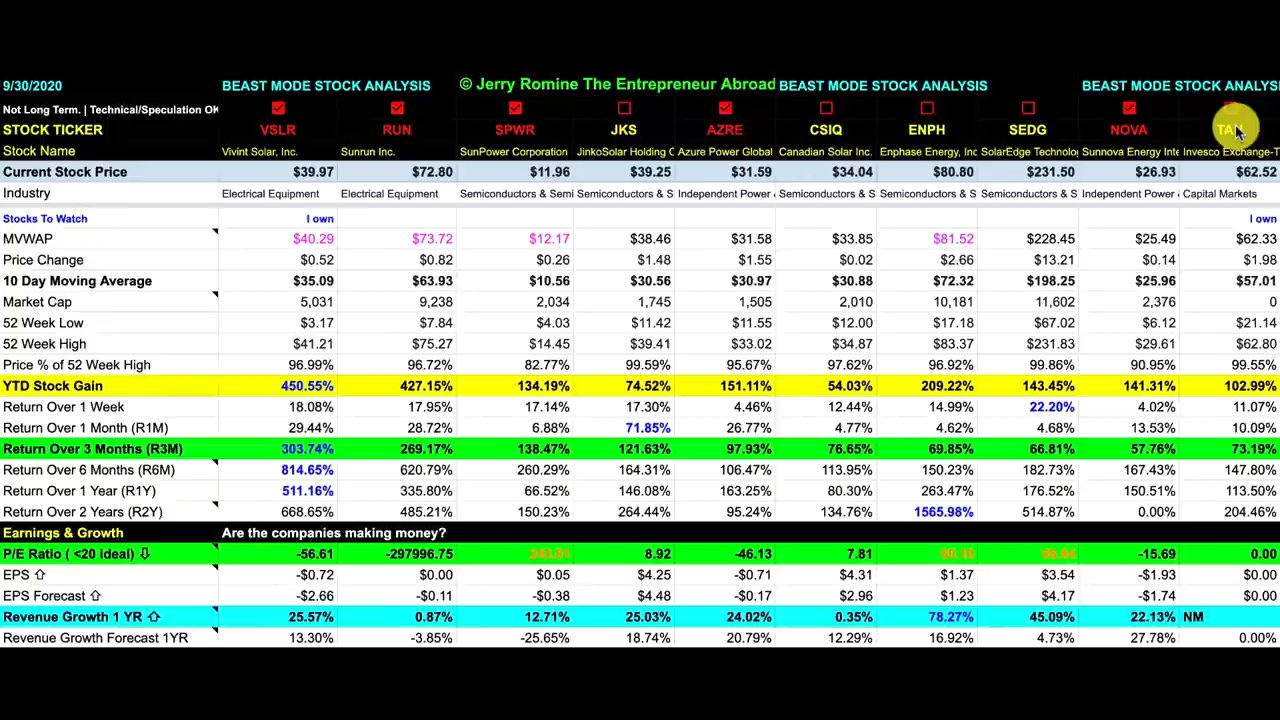 9/30/2020 BEAST MODE STOCK ANALYSIS © Jerry Romine The Entrepreneur Abroad BEAST MODE STOCK ANALYSIS BEAST MODE STOCK ANALYSI
Not Long Term. | Technical/Speculation OK
STOCK TICKER VSLR RUN SPWR JKS AZRE CSIQ ENPH SEDG NOVA TAN
Stock Name Vivint Solar, Inc. Sunrun Inc. SunPower Corporation JinkoSolar Holding C Azure Power Global Canadian Solar Inc. Enphase Energy, Inc SolarEdge Technolo Sunnova Energy Inte Invesco Exchange-T
Current Stock Price $39.97 $72.80 $11.96 $39.25 $31.59 $34.04 $80.80 $231.50 $26.93 $62.52
Industry Electrical Equipment Electrical Equipment Semiconductors & Semi Semiconductors & S Independent Power Semiconductors & S Semiconductors & S Semiconductors & S Independent Power Capital Markets
Stocks To Watch I own I own
MVWAP $40.29 $73.72 $12.17 $38.46 $31.58 $33.85 $81.52 $228.45 $25.49 $62.33
Price Change $0.52 $0.82 $0.26 $1.48 $1.55 $0.02 $2.66 $13.21 $0.14 $1.98
10 Day Moving Average $35.09 $63.93 $10.56 $30.56 $30.97 $30.88 $72.32 $198.25 $25.96 $57.01
Market Cap 5,031 9,238 2,034 1,745 1,505 2,010 10,181 11,602 2,376 0
52 Week Low $3.17 $7.84 $4.03 $11.42 $11.55 $12.00 $17.18 $67.02 $6.12 $21.14
52 Week High $41.21 $75.27 $14.45 $39.41 $33.02 $34.87 $83.37 $231.83 $29.61 $62.80
Price % of 52 Week High 96.99% 96.72% 82.77% 99.59% 95.67% 97.62% 96.92% 99.86% 90.95% 99.55%
YTD Stock Gain 450.55% 427.15% 134.19% 74.52% 151.11% 54.03% 209.22% 143.45% 141.31% 102.99%
Return Over 1 Week 18.08% 17.95% 17.14% 17.30% 4.46% 12.44% 14.99% 22.20% 4.02% 11.07%
Return Over 1 Month (R1M) 29.44% 28.72% 6.88% 71.85% 26.77% 4.77% 4.62% 4.68% 13.53% 10.09%
Return Over 3 Months (R3M) 303.74% 269.17% 138.47% 121.63% 97.93% 76.65% 69.85% 66.81% 57.76% 73.19%
Return Over 6 Months (R6M) 814.65% 620.79% 260.29% 164.31% 106.47% 113.95% 150.23% 182.73% 167.43% 147.80%
Return Over 1 Year (R1Y) 511.16% 335.80% 66.52% 146.08% 163.25% 80.30% 263.47% 176.52% 150.51% 113.50%
Return Over 2 Years (R2Y) 668.65% 485.21% 150.23% 264.44% 95.24% 134.76% 1565.98% 514.87% 0.00% 204.46%
Earnings & Growth Are the companies making money?
P/E Ratio ( <20 ideal) ⇩ -56.61 -297996.75 8.92 -46.13 7.81 -15.69 0.00
EPS ⇧ -$0.72 $0.00 $0.05 $4.25 -$0.71 $4.31 $1.37 $3.54 -$1.93 $0.00
EPS Forecast ⇧ -$2.66 -$0.11 -$0.38 $4.48 -$0.17 $2.96 $1.23 $4.17 -$1.74 $0.00
Revenue Growth 1 YR ⇧ 25.57% 0.87% 12.71% 25.03% 24.02% 0.35% 78.27% 45.09% 22.13% NM
Revenue Growth Forecast 1YR 13.30% -3.85% -25.65% 18.74% 20.79% 12.29% 16.92% 4.73% 27.78% 0.00%